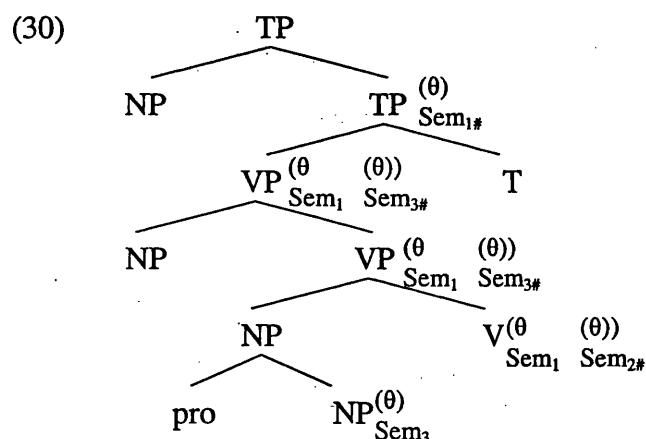 (30) TP
NP TP (θ) Sem₁#
VP (θ (θ)) Sem₁ Sem₃# T
NP VP (θ (θ)) Sem₁ Sem₃#
NP V (θ (θ)) Sem₁ Sem₂#
pro NP (θ) Sem₃